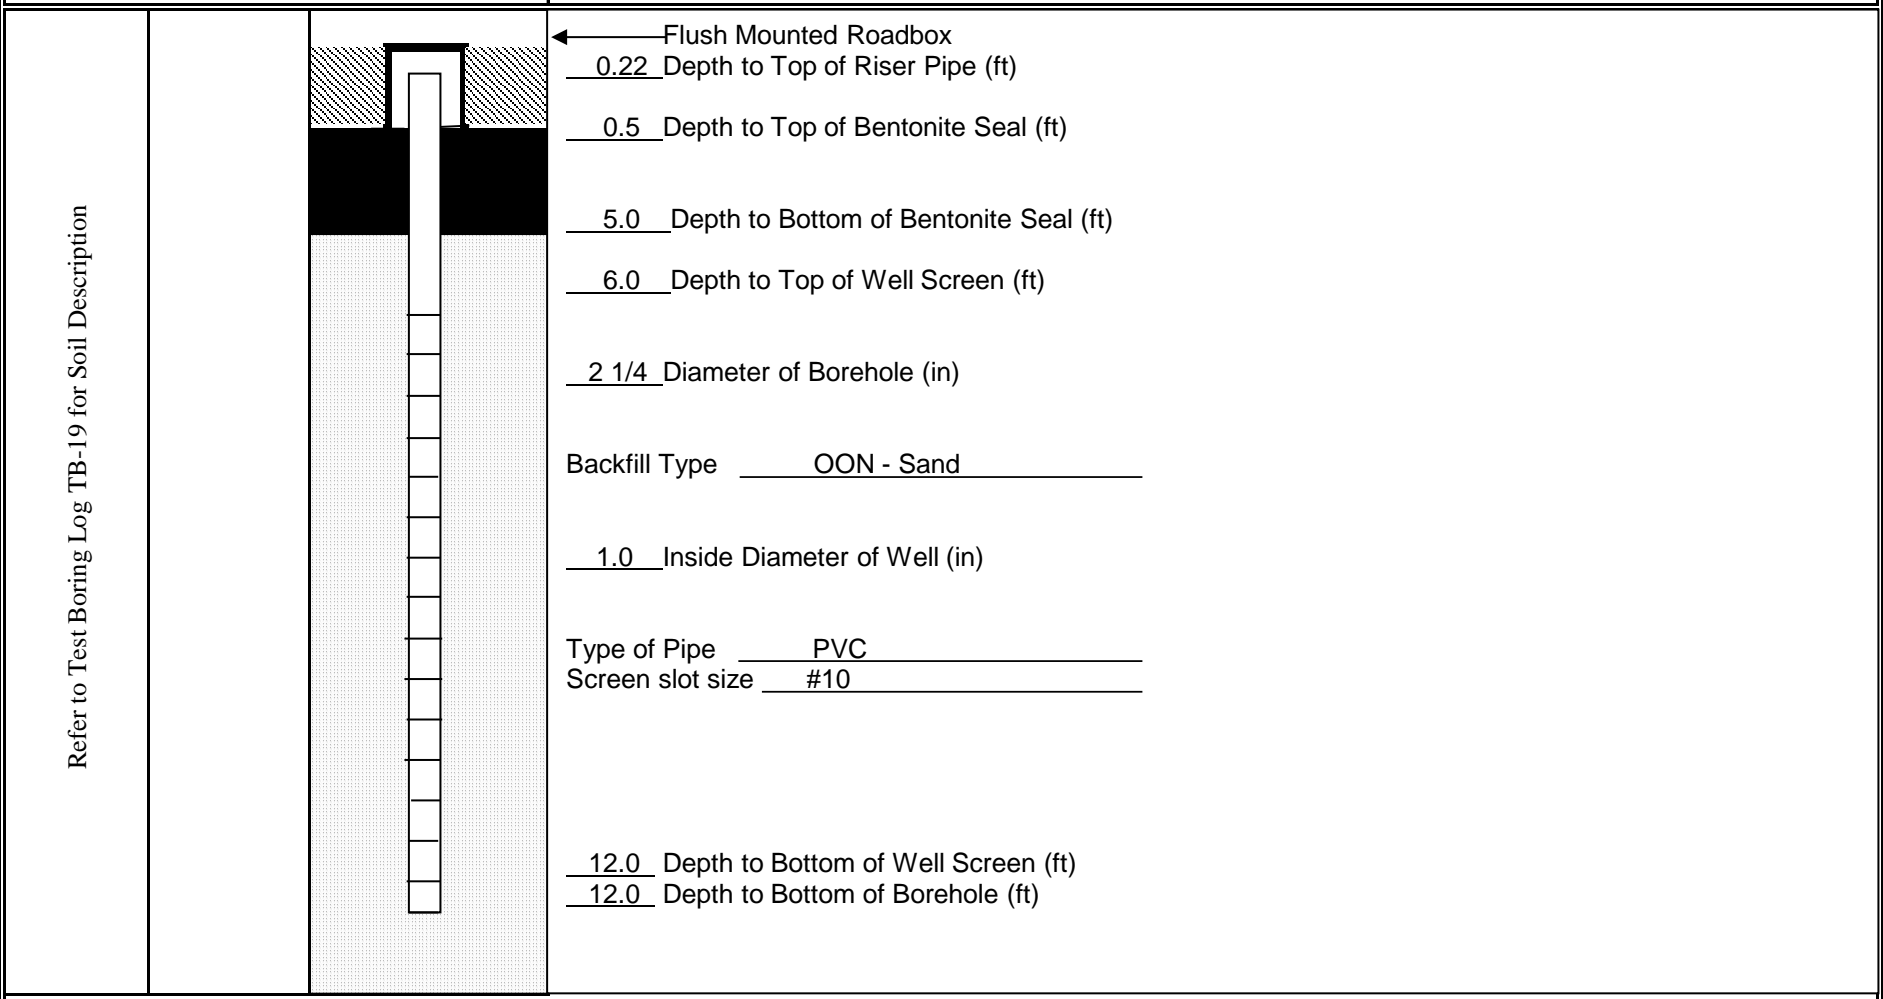 Refer to Test Boring Log TB-19 for Soil Description
Flush Mounted Roadbox
0.22 Depth to Top of Riser Pipe (ft)
0.5 Depth to Top of Bentonite Seal (ft)
5.0 Depth to Bottom of Bentonite Seal (ft)
6.0 Depth to Top of Well Screen (ft)
2 1/4 Diameter of Borehole (in)
Backfill Type OON - Sand
1.0 Inside Diameter of Well (in)
Type of Pipe PVC
Screen slot size #10
12.0 Depth to Bottom of Well Screen (ft)
12.0 Depth to Bottom of Borehole (ft)